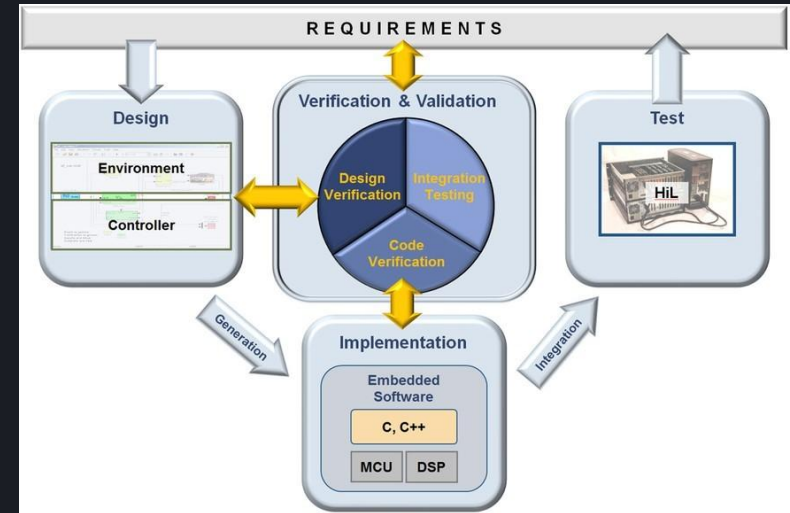 REQUIREMENTS
Design
Environment
Controller
Verification & Validation
Design
Verification
Integration
Testing
Code
Verification
Test
HiL
Generation
Integration
Implementation
Embedded
Software
C, C++
MCU
DSP